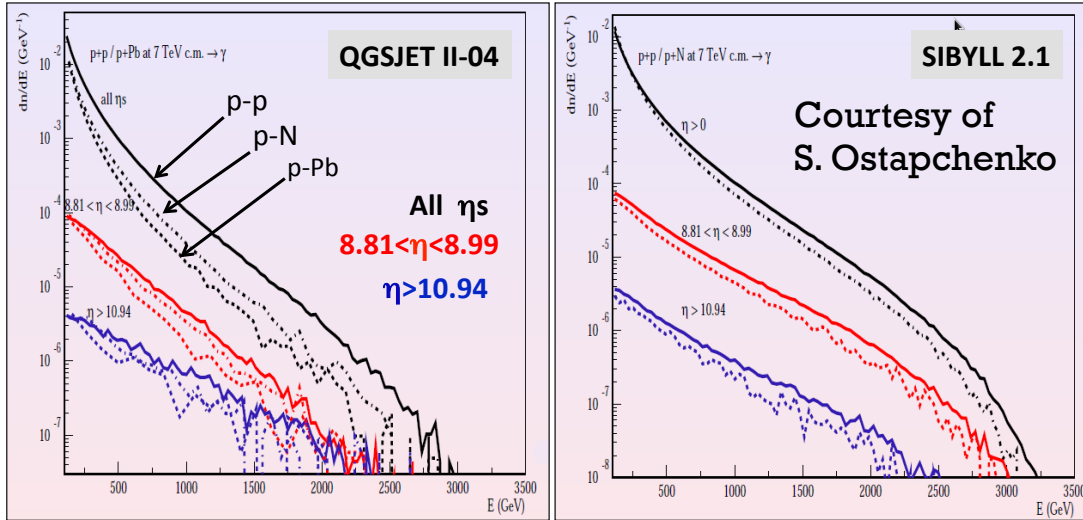 dn/dE (GeV⁻¹)
10⁻²
10⁻³
10⁻⁴
10⁻⁵
10⁻⁶
10⁻⁷
p+p / p+Pb at 7 TeV c.m. → γ
QGSJET II-04
all ηs
p-p
p-N
p-Pb
8.81 < η < 8.99
All ηs
8.81<η<8.99
η>10.94
η > 10.94
500
1000
1500
2000
2500
3000
3500
E (GeV)
dn/dE (GeV⁻¹)
10⁻²
10⁻³
10⁻⁴
10⁻⁵
10⁻⁶
10⁻⁷
10⁻⁸
p+p / p+N at 7 TeV c.m. → γ
SIBYLL 2.1
η > 0
Courtesy of
S. Ostapchenko
8.81 < η < 8.99
η > 10.94
10
500
1000
1500
2000
2500
3000
3500
E (GeV)